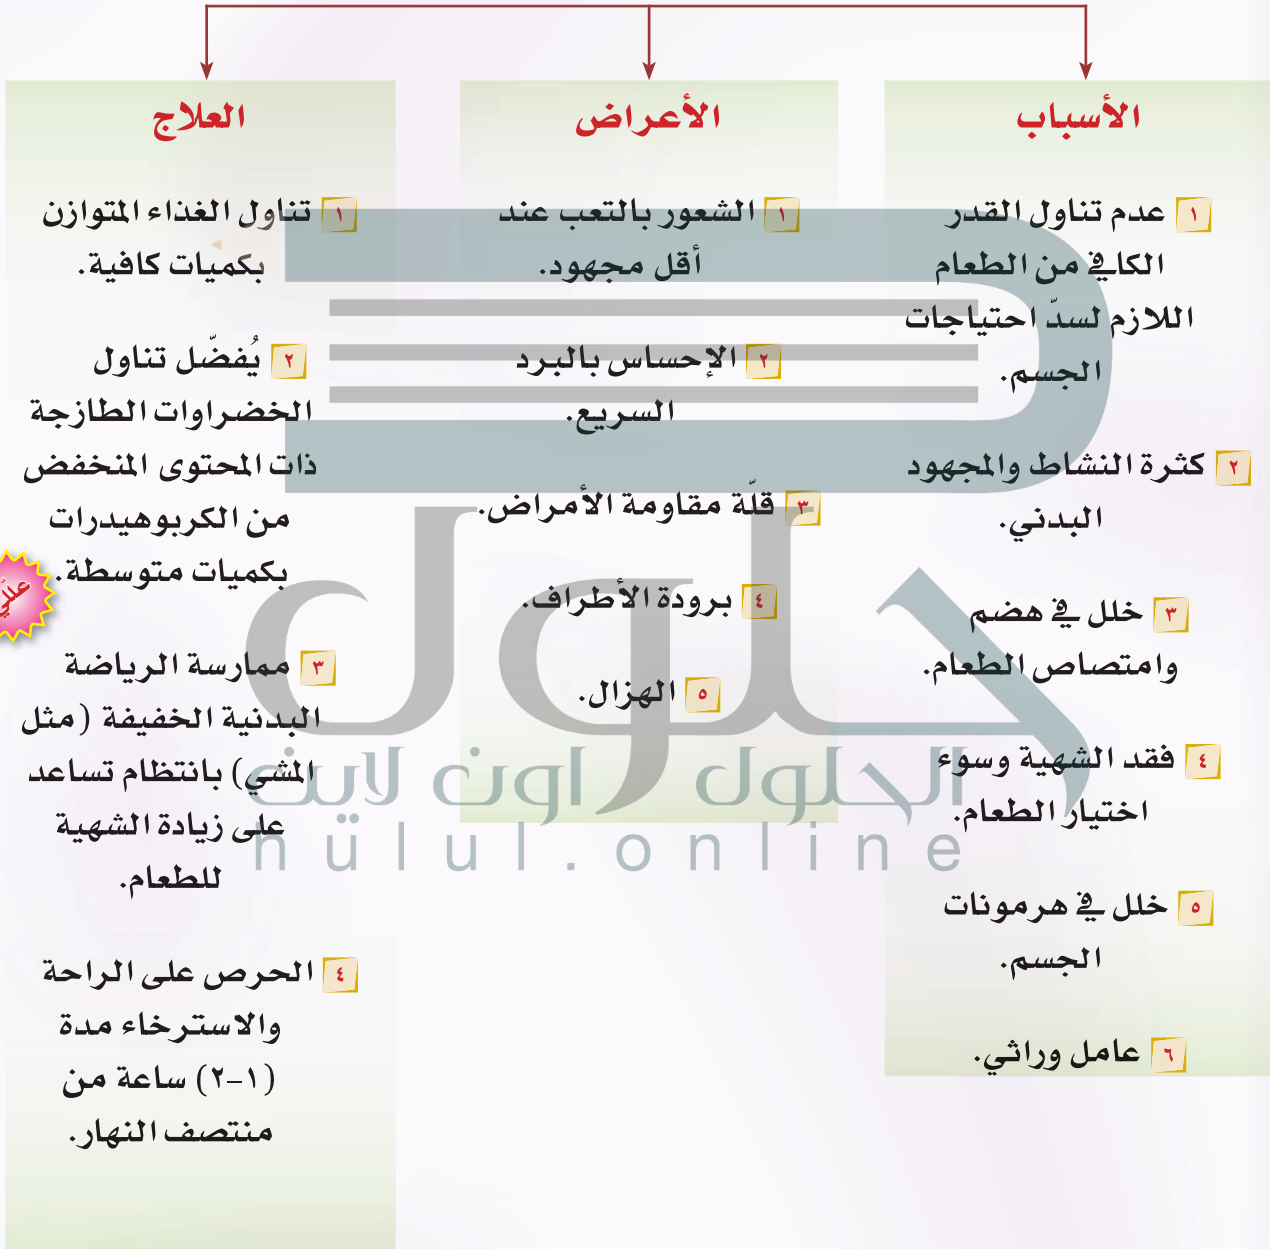 الأسباب
١ عدم تناول القدر
الكافي من الطعام
اللازم لسدّ احتياجات
الجسم.
٢ كثرة النشاط والمجهود
البدني.
٣ خلل في هضم
وامتصاص الطعام.
٤ فقد الشهية وسوء
اختيار الطعام.
٥ خلل في هرمونات
الجسم.
٦ عامل وراثي.
الأعراض
١ الشعور بالتعب عند
أقل مجهود.
٢ الإحساس بالبرد
السريع.
٣ قلّة مقاومة الأمراض.
٤ برودة الأطراف.
٥ الهزال.
العلاج
١ تناول الغذاء المتوازن
بكميات كافية.
٢ يُفضّل تناول
الخضراوات الطازجة
ذات المحتوى المنخفض
من الكربوهيدرات
بكميات متوسطة.
٣ ممارسة الرياضة
البدنية الخفيفة (مثل
المشي) بانتظام تساعد
على زيادة الشهية
للطعام.
٤ الحرص على الراحة
والاسترخاء مدة
(١-٢) ساعة من
منتصف النهار.
حلول
الحلول اون لاين
hulul.online